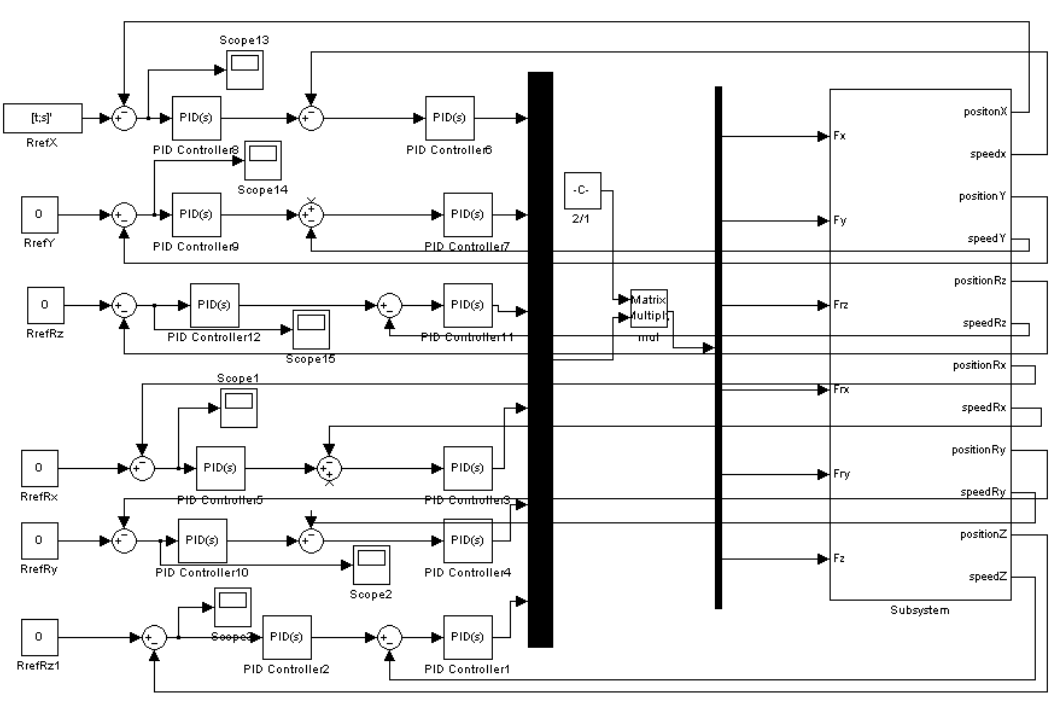 Scope13
[t;s]'
RrefX
PID(s)
PID Controller8
PID(s)
PID Controller6
positonX
Fx
speedx
Scope14
-C-
2/1
0
RrefY
PID(s)
PID Controller9
PID(s)
PID Controller7
positionY
Fy
speedY
0
RrefRz
PID(s)
PID Controller12
Scope15
PID(s)
PID Controller11
Matrix
Multiply
mul
positionRz
Frz
speedRz
Scope1
positionRx
Frx
speedRx
0
RrefRx
PID(s)
PID Controller5
PID(s)
PID Controller3
positionRy
Fry
speedRy
0
RrefRy
PID(s)
PID Controller10
Scope2
PID(s)
PID Controller4
positionZ
Fz
speedZ
Subsystem
0
RrefRz1
Scope3
PID(s)
PID Controller2
PID(s)
PID Controller1